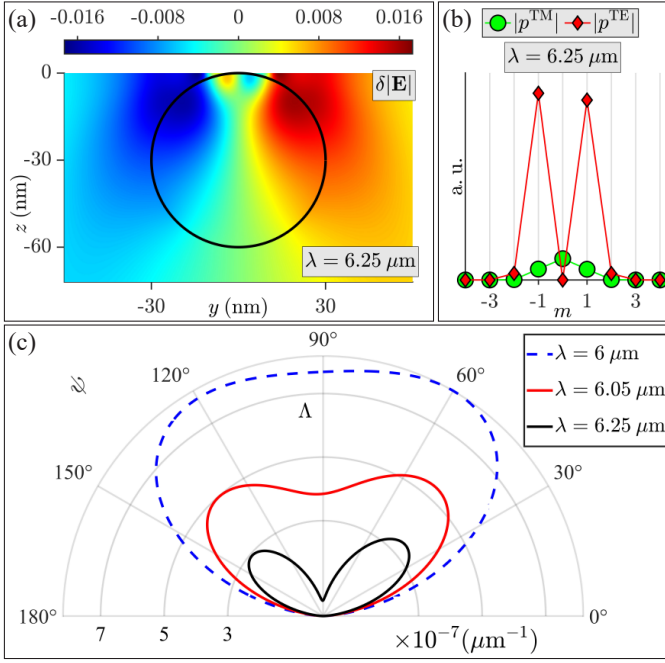 (a)
-0.016 -0.008 0 0.008 0.016
δ|E|
0
-30
-60
z (nm)
λ = 6.25 μm
-30 y (nm) 30
(b)
|p^TM| |p^TE|
λ = 6.25 μm
a. u.
-3 -1 1 3
m
(c)
90°
120° 60°
ψ
Λ
150° 30°
180° 0°
7 5 3
×10⁻⁷(μm⁻¹)
λ = 6 μm
λ = 6.05 μm
λ = 6.25 μm